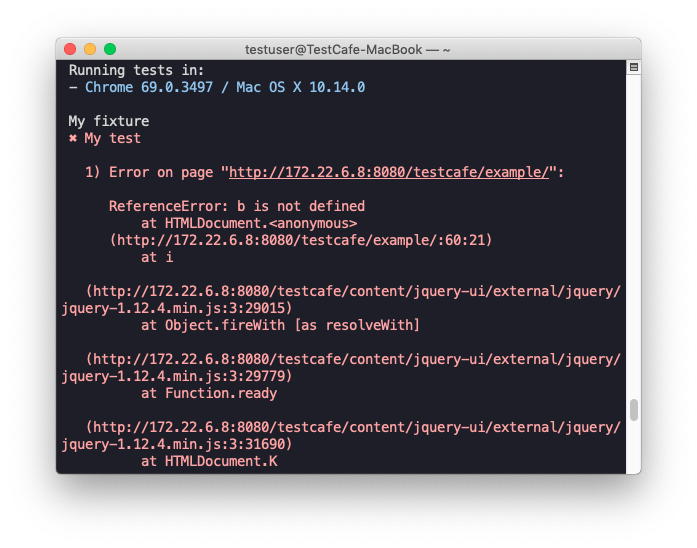 testuser@TestCafe-MacBook — ~
Running tests in:
- Chrome 69.0.3497 / Mac OS X 10.14.0
My fixture
✖ My test
1) Error on page "http://172.22.6.8:8080/testcafe/example/":
ReferenceError: b is not defined
at HTMLDocument.<anonymous>
(http://172.22.6.8:8080/testcafe/example/:60:21)
at i
(http://172.22.6.8:8080/testcafe/content/jquery-ui/external/jquery/
jquery-1.12.4.min.js:3:29015)
at Object.fireWith [as resolveWith]
(http://172.22.6.8:8080/testcafe/content/jquery-ui/external/jquery/
jquery-1.12.4.min.js:3:29779)
at Function.ready
(http://172.22.6.8:8080/testcafe/content/jquery-ui/external/jquery/
jquery-1.12.4.min.js:3:31690)
at HTMLDocument.K